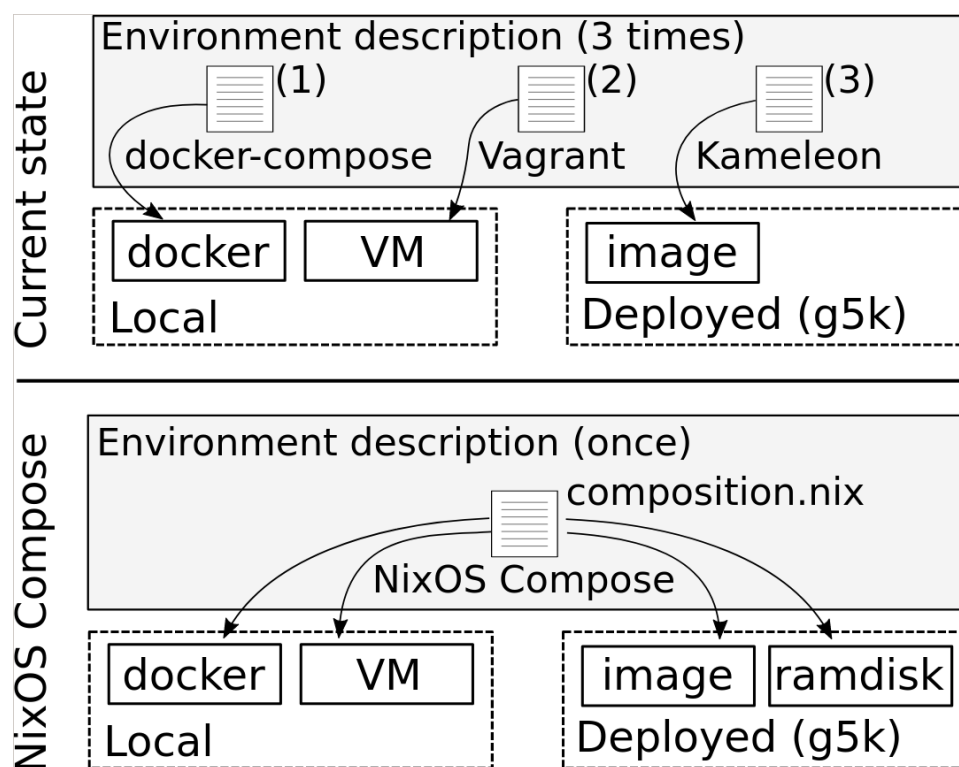 Current state
Environment description (3 times)
(1) (2) (3)
docker-compose Vagrant Kameleon
docker VM image
Local Deployed (g5k)
NixOS Compose
Environment description (once)
composition.nix
NixOS Compose
docker VM image ramdisk
Local Deployed (g5k)